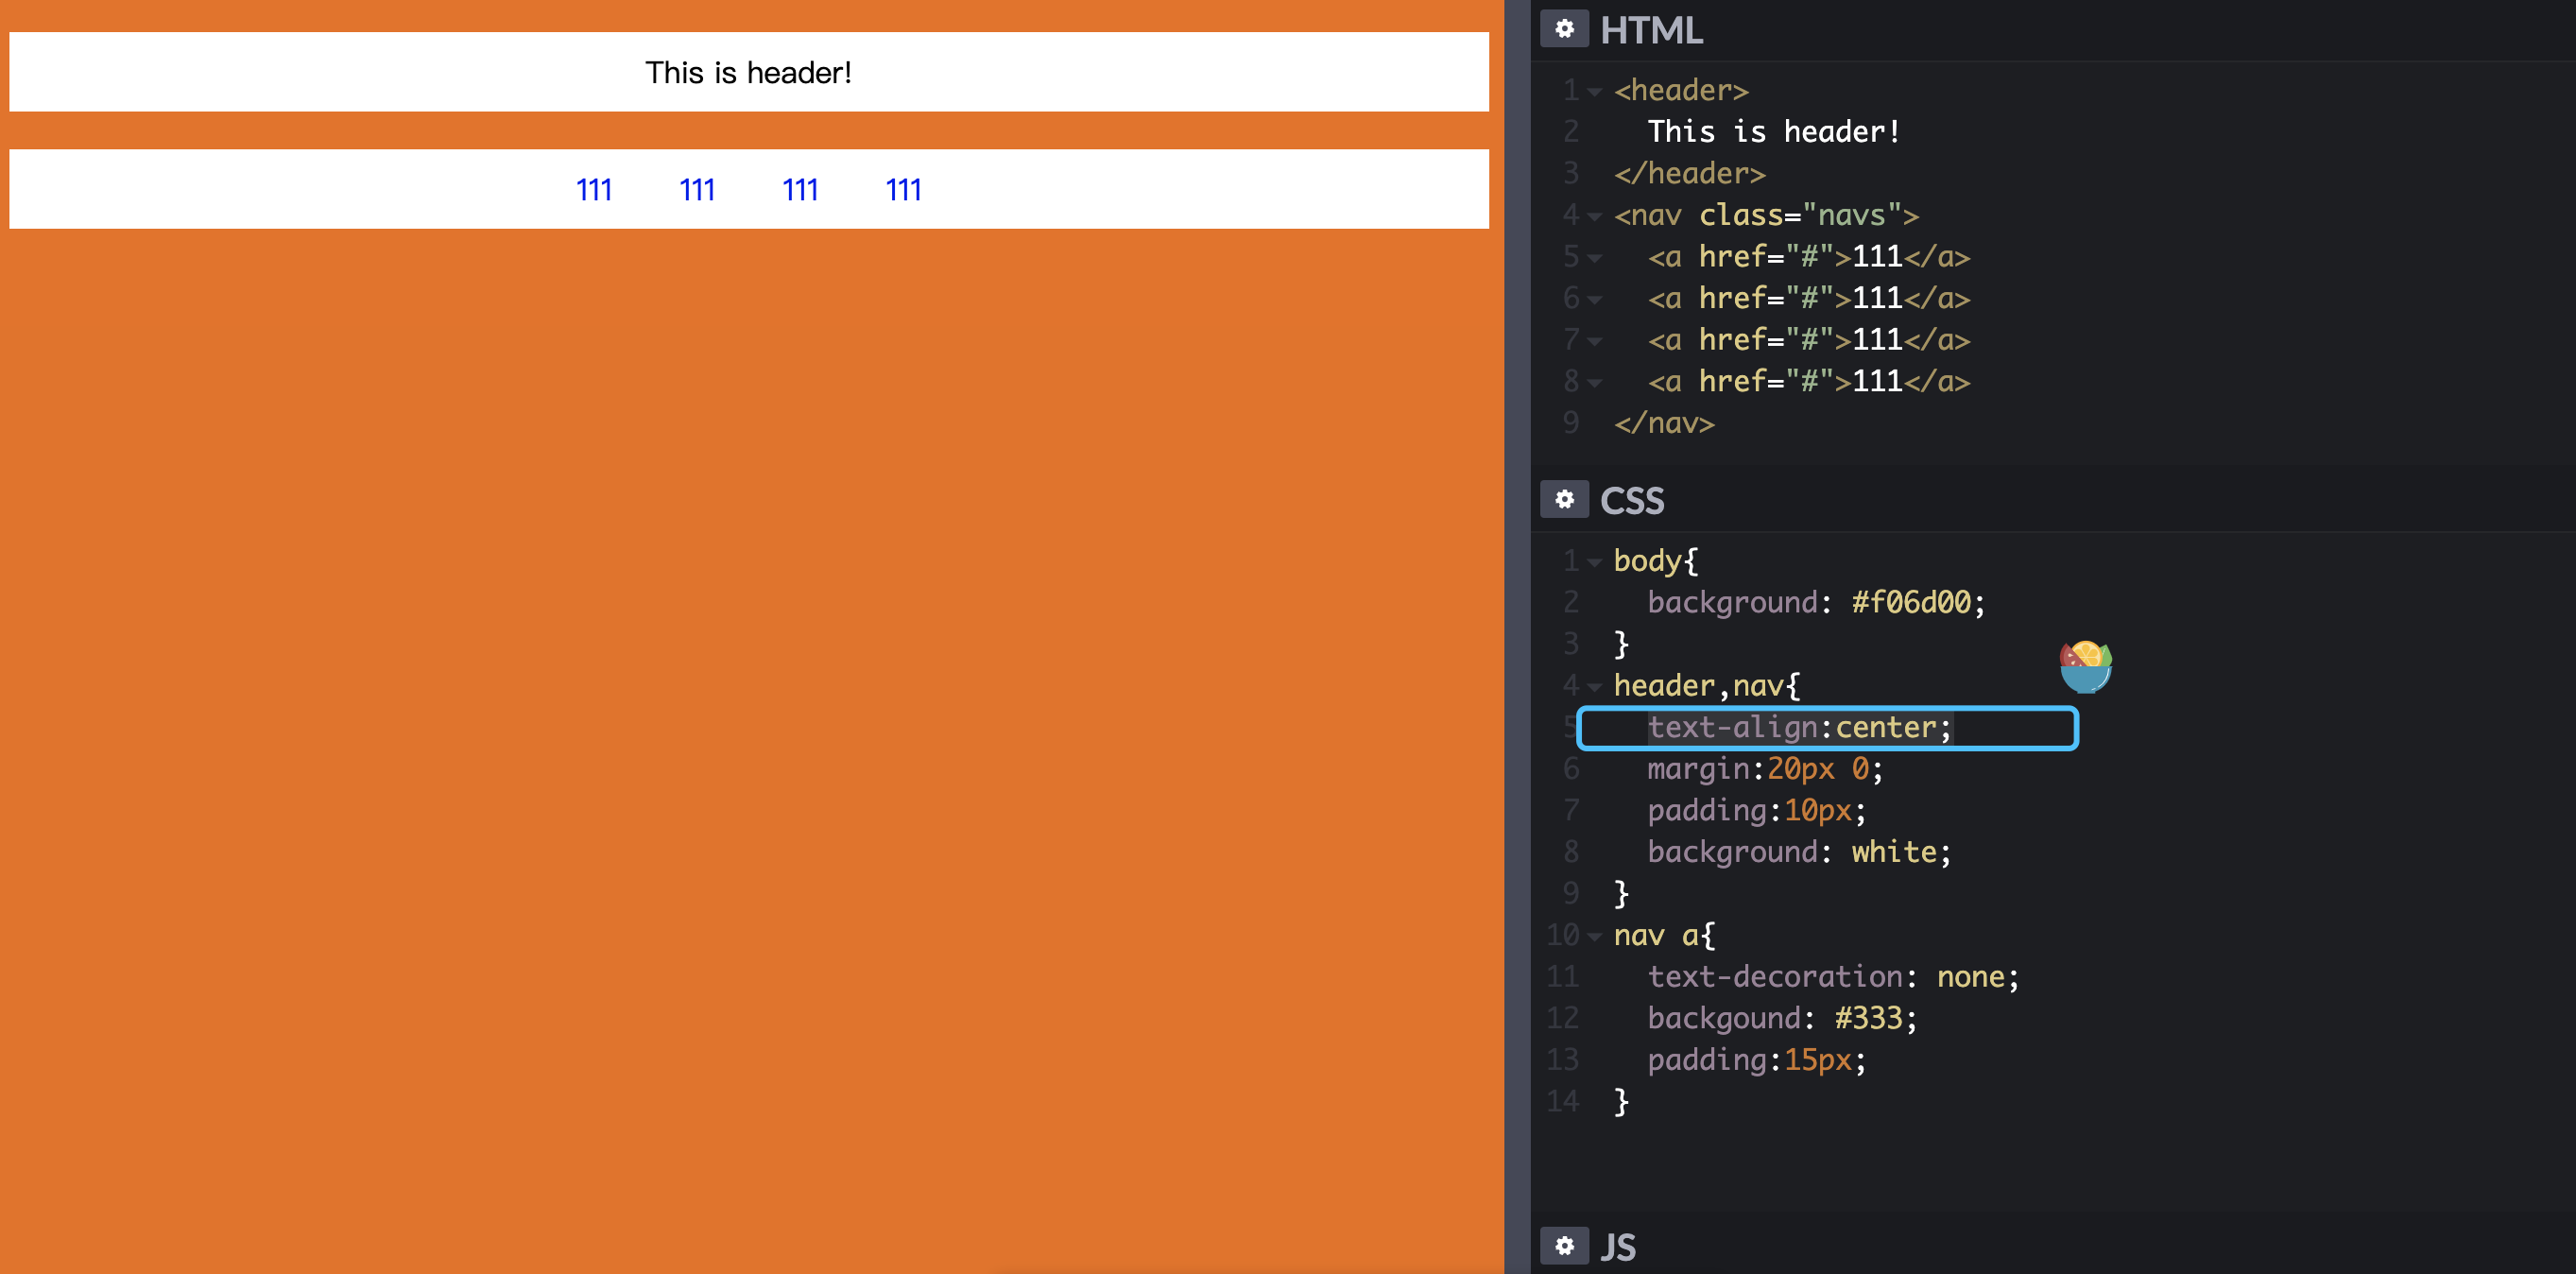 This is header!
111 111 111 111
HTML
1 <header>
2 This is header!
3 </header>
4 <nav class="navs">
5 <a href="#">111</a>
6 <a href="#">111</a>
7 <a href="#">111</a>
8 <a href="#">111</a>
9 </nav>
CSS
1 body{
2 background: #f06d00;
3 }
4 header,nav{
5 text-align:center;
6 margin:20px 0;
7 padding:10px;
8 background: white;
9 }
10 nav a{
11 text-decoration: none;
12 backgound: #333;
13 padding:15px;
14 }
JS